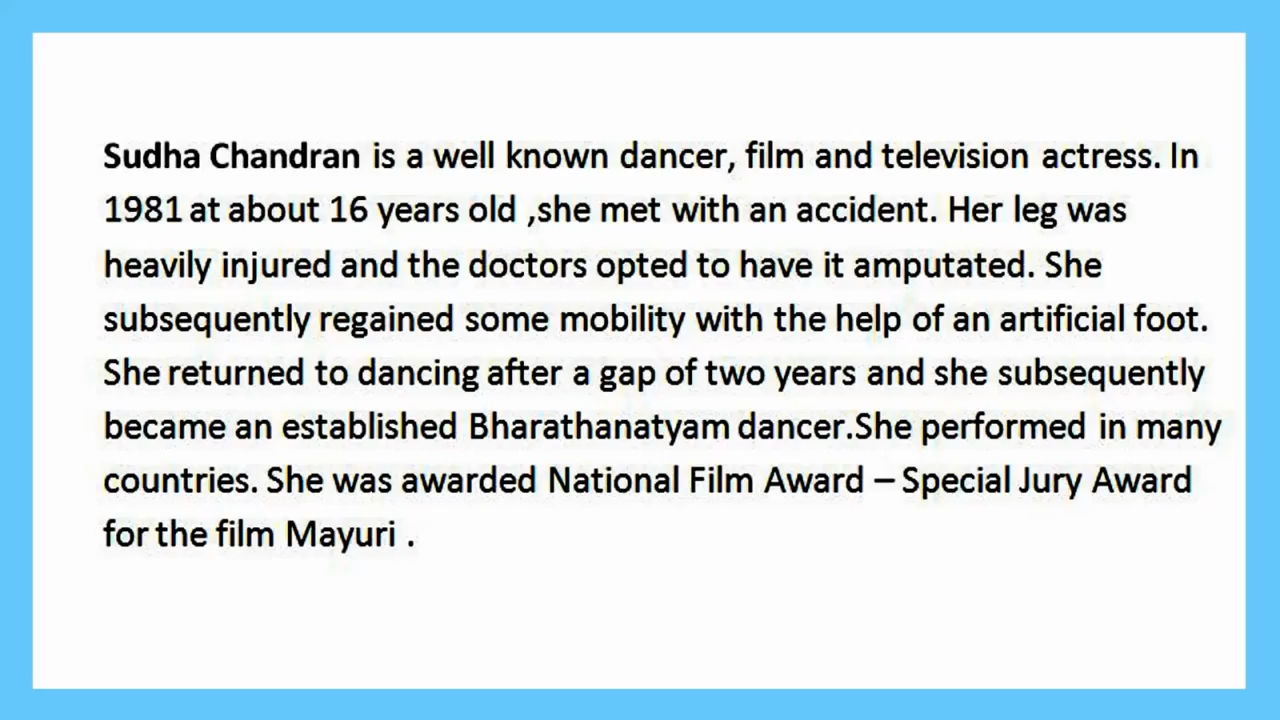 Sudha Chandran is a well known dancer, film and television actress. In
1981 at about 16 years old ,she met with an accident. Her leg was
heavily injured and the doctors opted to have it amputated. She
subsequently regained some mobility with the help of an artificial foot.
She returned to dancing after a gap of two years and she subsequently
became an established Bharathanatyam dancer.She performed in many
countries. She was awarded National Film Award – Special Jury Award
for the film Mayuri .